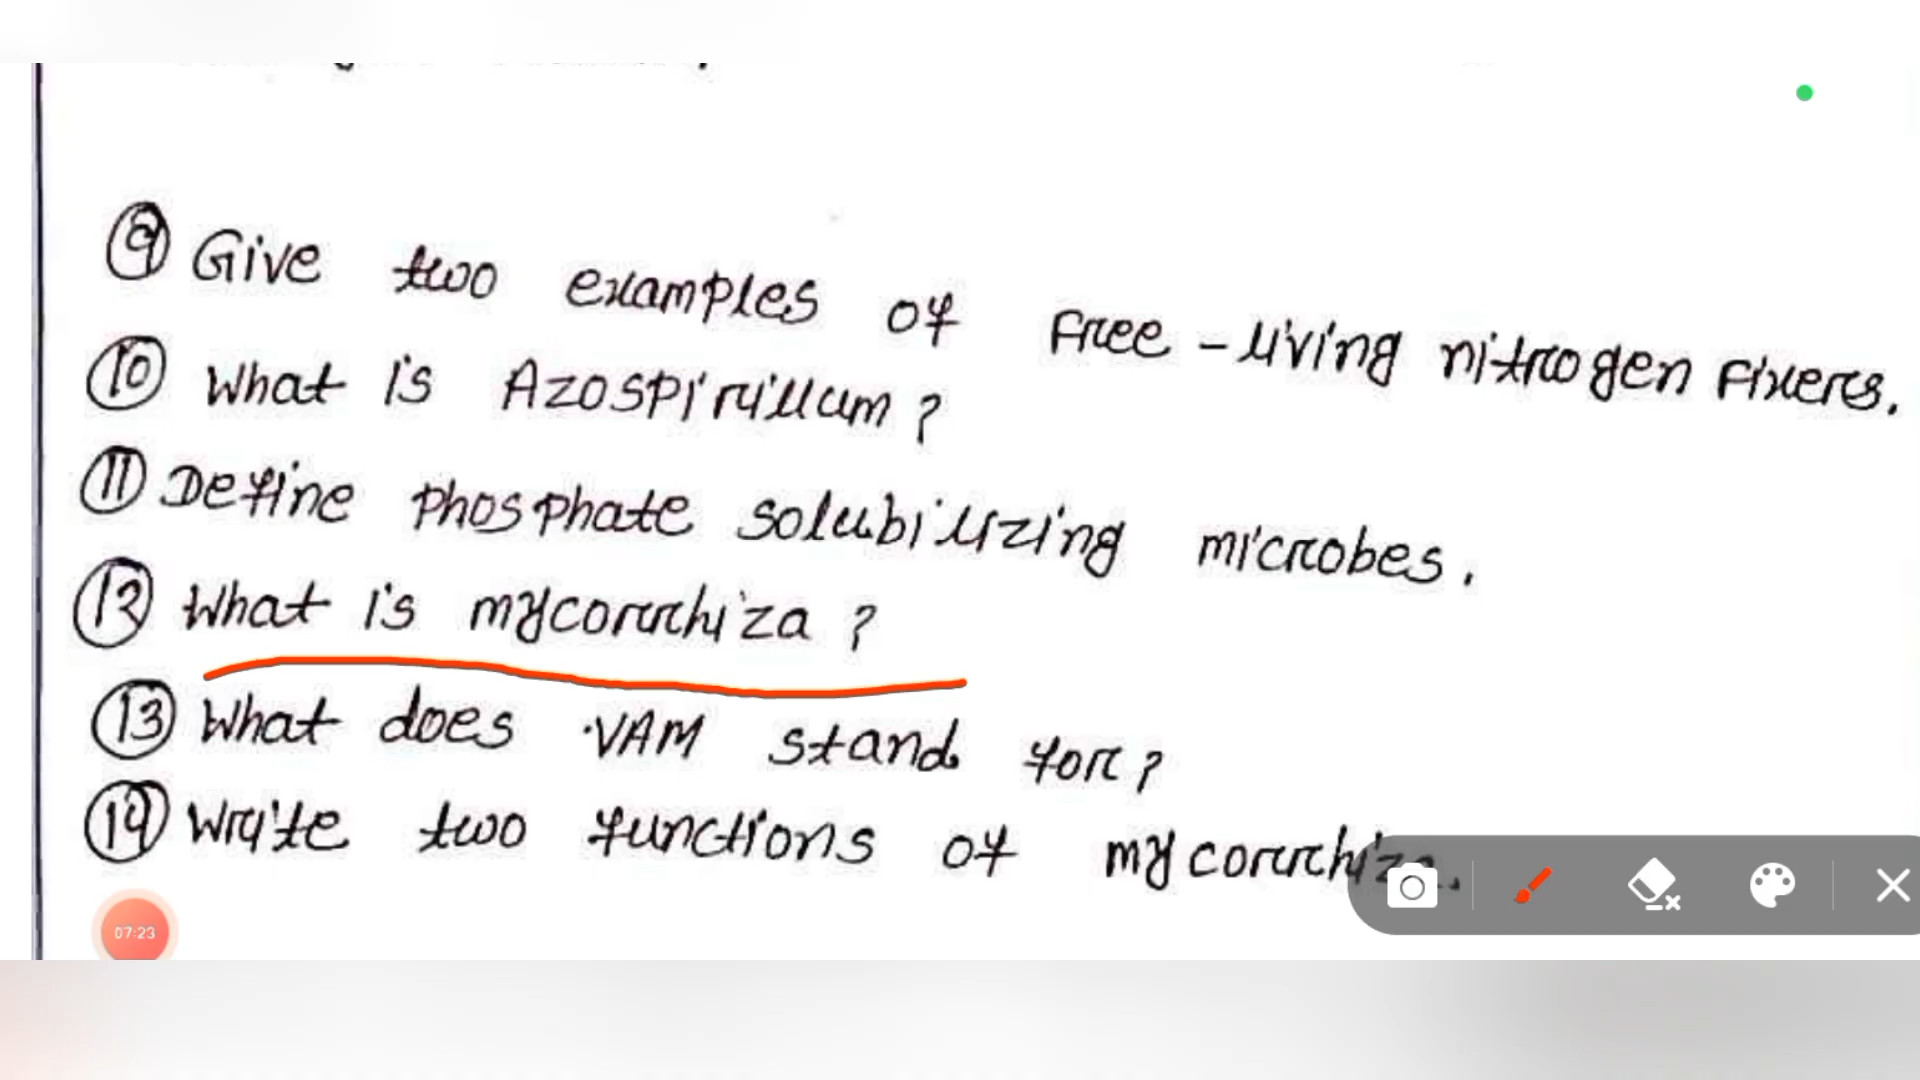 9 Give two examples of Free-living nitrogen Fixers.
10 What is Azospirillum?
11 Define phosphate solubilizing microbes.
12 What is mycorrhiza?
13 What does VAM stand for?
14 Write two functions of mycorrhiza.
07:23